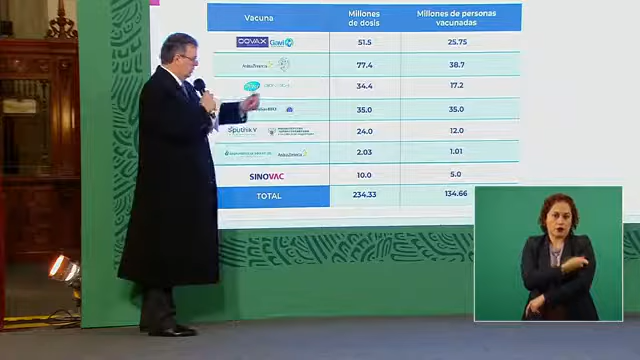 Vacuna Millones de dosis Millones de personas vacunadas
COVAX Gavi 51.5 25.75
AstraZeneca 77.4 38.7
34.4 17.2
35.0 35.0
Sputnik V 24.0 12.0
AstraZeneca 2.03 1.01
SINOVAC 10.0 5.0
TOTAL 234.33 134.66